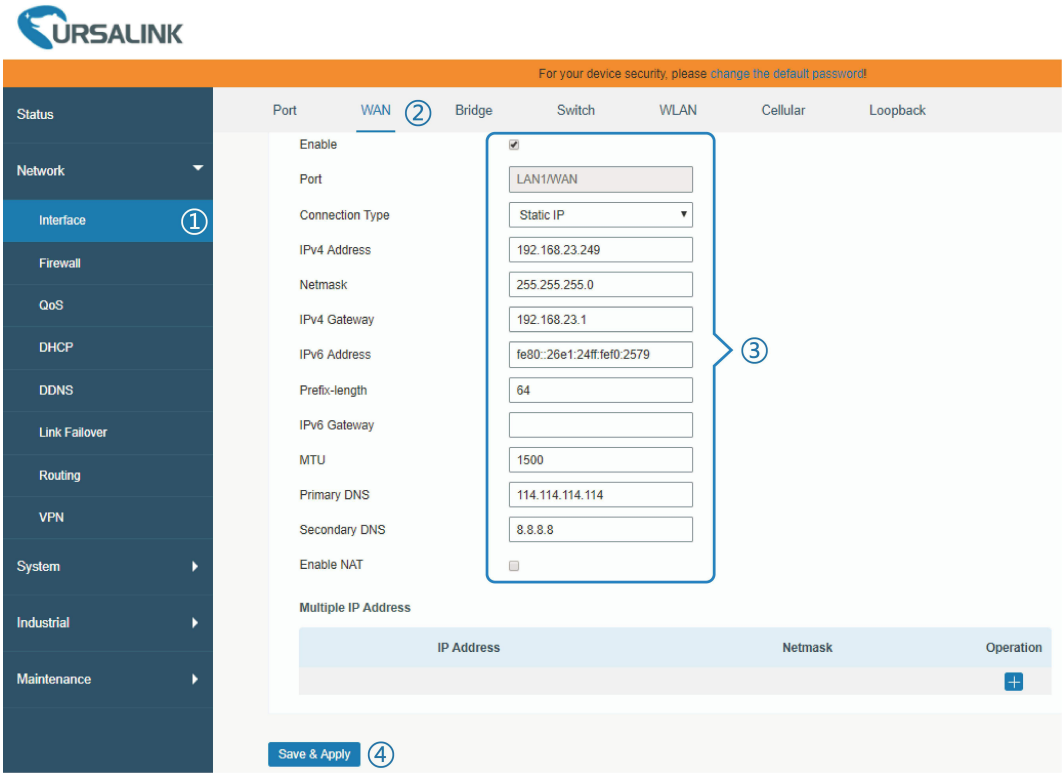 URSALINK
For your device security, please change the default password!
Status
Port WAN ② Bridge Switch WLAN Cellular Loopback
Enable
Network
Port LAN1/WAN
Interface ①
Connection Type Static IP
IPv4 Address 192.168.23.249
Firewall
Netmask 255.255.255.0
QoS
IPv4 Gateway 192.168.23.1
DHCP
IPv6 Address fe80::26e1:24ff:fef0:2579 ③
DDNS
Prefix-length 64
Link Failover
IPv6 Gateway
MTU 1500
Routing
Primary DNS 114.114.114.114
VPN
Secondary DNS 8.8.8.8
System
Enable NAT
Multiple IP Address
Industrial
IP Address Netmask Operation
Maintenance
Save & Apply ④